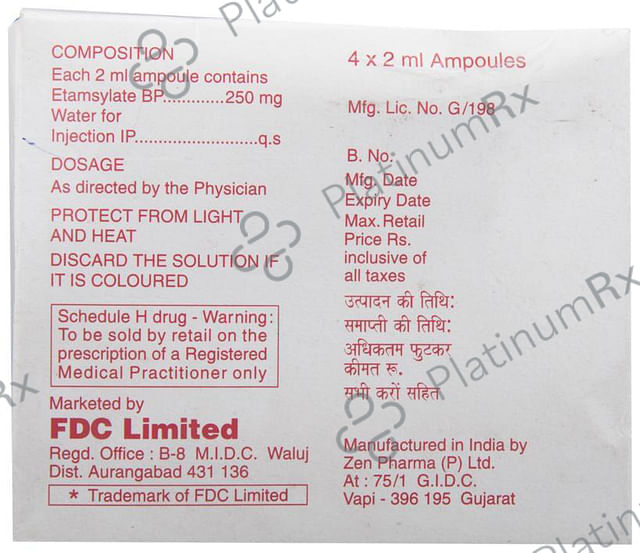 COMPOSITION
Each 2 ml ampoule contains
Etamsylate BP.............250 mg
Water for
Injection IP..........................q.s
DOSAGE
As directed by the Physician
PROTECT FROM LIGHT
AND HEAT
DISCARD THE SOLUTION IF
IT IS COLOURED
Schedule H drug - Warning:
To be sold by retail on the
prescription of a Registered
Medical Practitioner only
Marketed by
FDC Limited
Regd. Office : B-8 M.I.D.C. Waluj
Dist. Aurangabad 431 136
* Trademark of FDC Limited
4 x 2 ml Ampoules
Mfg. Lic. No. G/198
B. No:
Mfg. Date
Expiry Date
Max. Retail
Price Rs.
inclusive of
all taxes
उत्पादन की तिथि:
समाप्ती की तिथि:
अधिकतम फुटकर
कीमत रू.
सभी करों सहित
Manufactured in India by
Zen Pharma (P) Ltd.
At : 75/1 G.I.D.C.
Vapi - 396 195 Gujarat
PlatinumRx
PlatinumRx